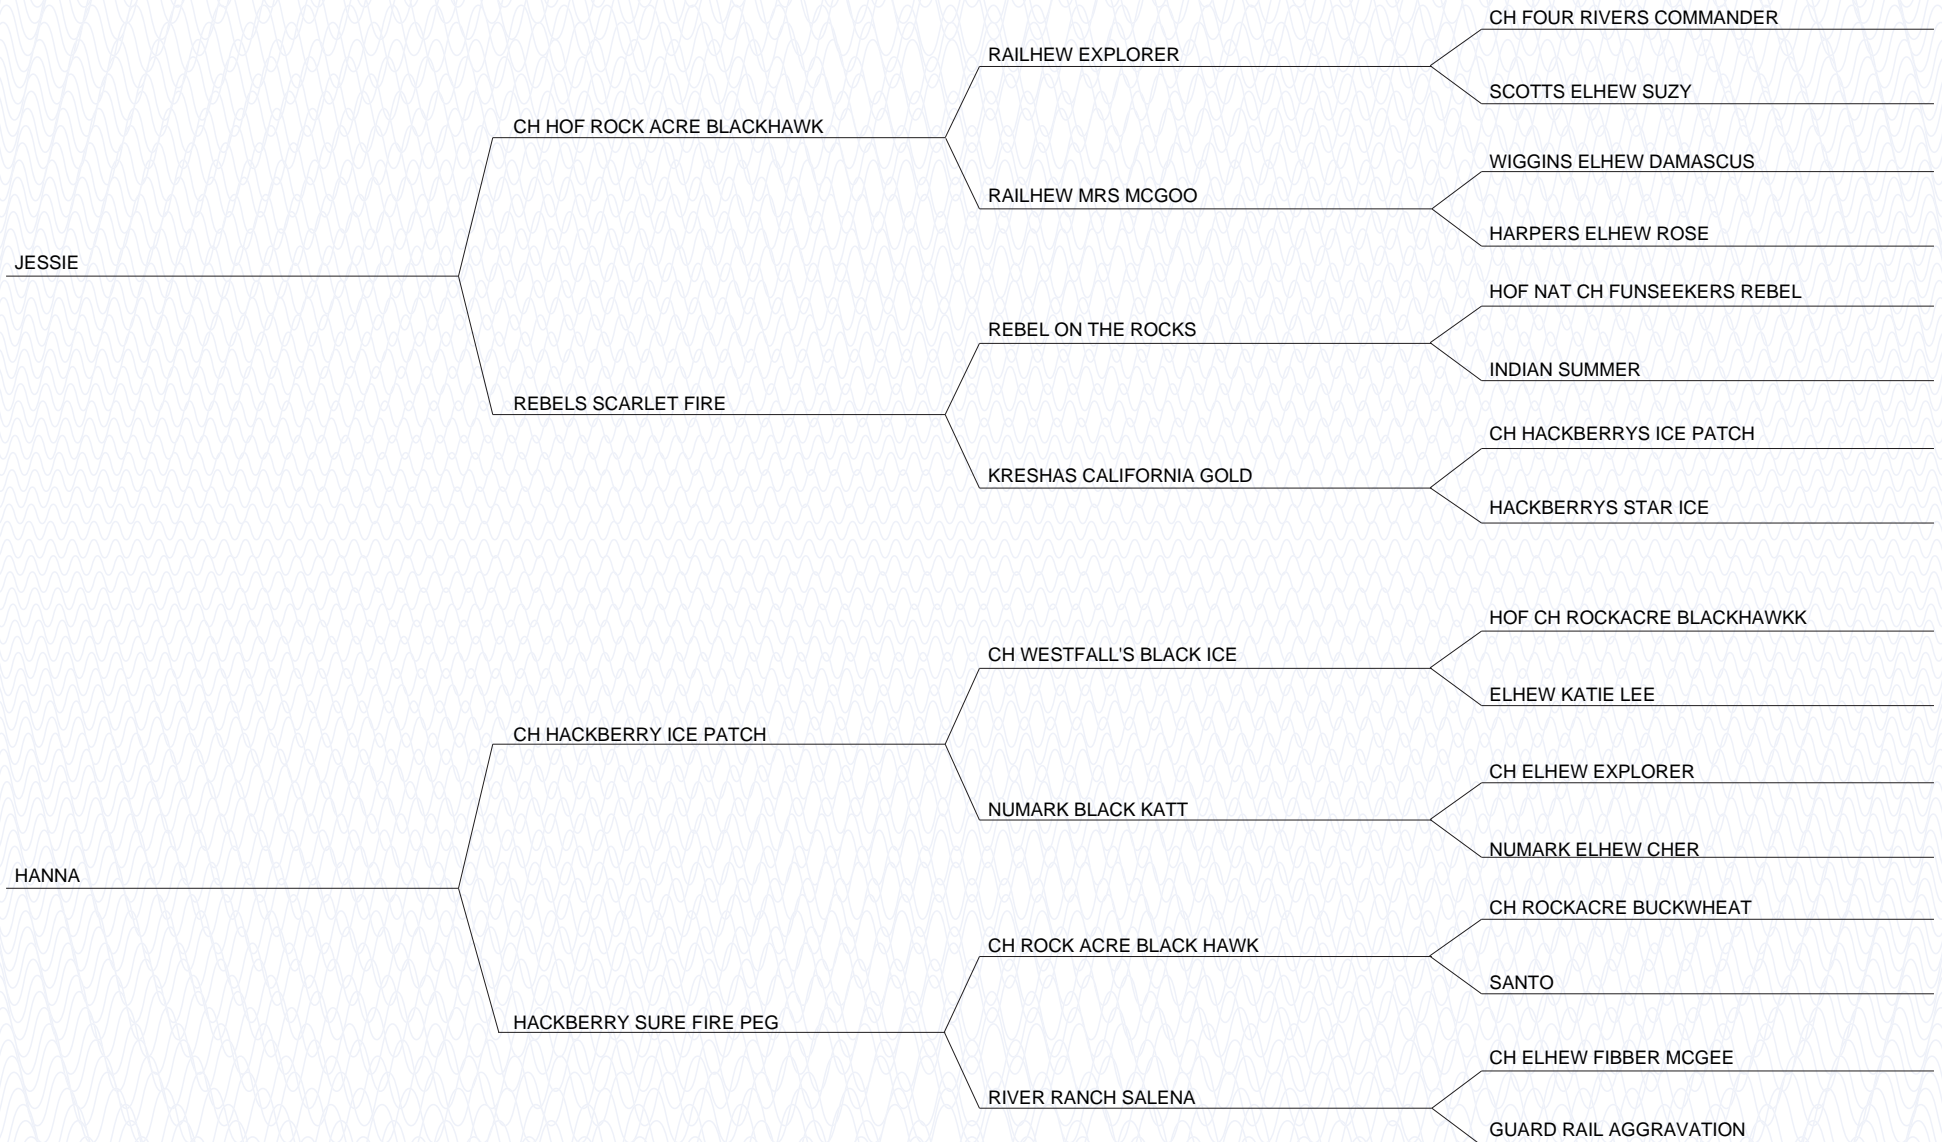 CH FOUR RIVERS COMMANDER
RAILHEW EXPLORER
SCOTTS ELHEW SUZY
CH HOF ROCK ACRE BLACKHAWK
WIGGINS ELHEW DAMASCUS
RAILHEW MRS MCGOO
HARPERS ELHEW ROSE
JESSIE
HOF NAT CH FUNSEEKERS REBEL
REBEL ON THE ROCKS
INDIAN SUMMER
REBELS SCARLET FIRE
CH HACKBERRYS ICE PATCH
KRESHAS CALIFORNIA GOLD
HACKBERRYS STAR ICE
HOF CH ROCKACRE BLACKHAWKK
CH WESTFALL'S BLACK ICE
ELHEW KATIE LEE
CH HACKBERRY ICE PATCH
CH ELHEW EXPLORER
NUMARK BLACK KATT
NUMARK ELHEW CHER
HANNA
CH ROCKACRE BUCKWHEAT
CH ROCK ACRE BLACK HAWK
SANTO
HACKBERRY SURE FIRE PEG
CH ELHEW FIBBER MCGEE
RIVER RANCH SALENA
GUARD RAIL AGGRAVATION